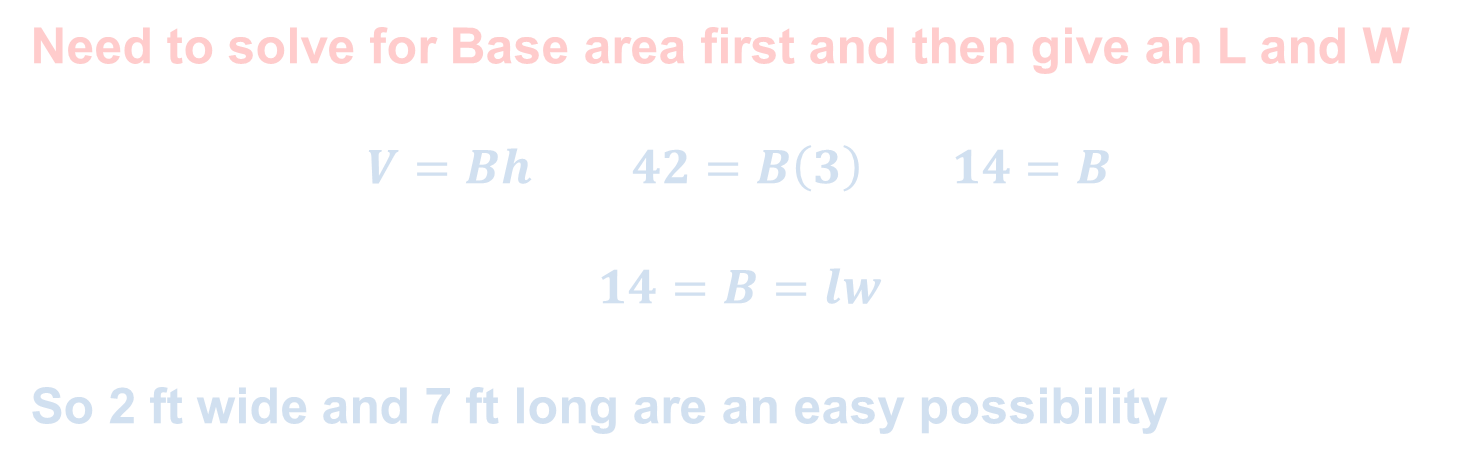 Need to solve for Base area first and then give an L and W
V = Bh 42 = B(3) 14 = B
14 = B = lw
So 2 ft wide and 7 ft long are an easy possibility